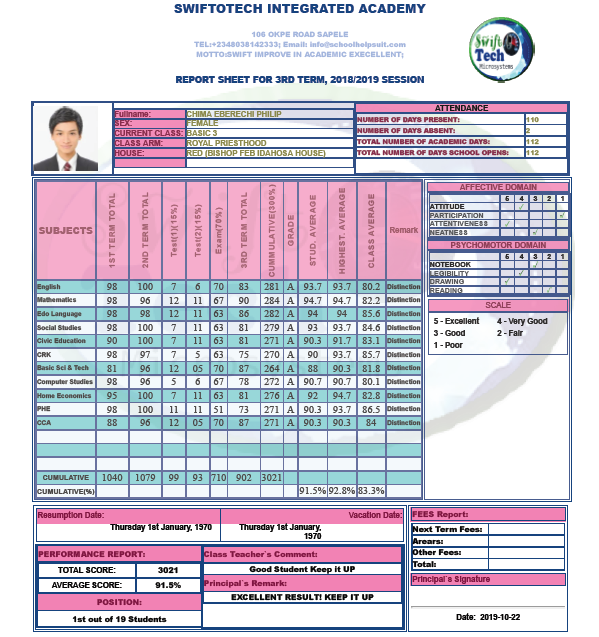 SWIFTOTECH INTEGRATED ACADEMY
106 OKPE ROAD SAPELE
TEL:+2348038142333; Email: info@schoolhelpsuit.com
MOTTO:SWIFT IMPROVE IN ACADEMIC EXECELLENT;
Swift
Tech
Microsystems
REPORT SHEET FOR 3RD TERM, 2018/2019 SESSION
Fullname: CHIMA EBERECHI PHILIP
SEX: FEMALE
CURRENT CLASS: BASIC 3
CLASS ARM: ROYAL PRIESTHOOD
HOUSE: RED (BISHOP FEB IDAHOSA HOUSE)
ATTENDANCE
NUMBER OF DAYS PRESENT: 110
NUMBER OF DAYS ABSENT: 2
TOTAL NUMBER OF ACADEMIC DAYS: 112
TOTAL NUMBER OF DAYS SCHOOL OPENS: 112
SUBJECTS 1ST TERM TOTAL 2ND TERM TOTAL Test(1)(15%) Test(2)(15%) Exam(70%) 3RD TERM TOTAL CUMMULATIVE(300%) GRADE STUD. AVERAGE HIGHEST. AVERAGE CLASS AVERAGE Remark
English 98 100 7 6 70 83 281 A 93.7 93.7 80.2 Distinction
Mathematics 98 96 12 11 67 90 284 A 94.7 94.7 82.2 Distinction
Edo Language 98 98 12 11 63 86 282 A 94 94 85.6 Distinction
Social Studies 98 100 7 11 63 81 279 A 93 93.7 84.6 Distinction
Civic Education 90 100 7 11 63 81 271 A 90.3 91.7 83.1 Distinction
CRK 98 97 7 5 63 75 270 A 90 93.7 85.7 Distinction
Basic Sci & Tech 81 96 12 05 70 87 264 A 88 90.3 81.8 Distinction
Computer Studies 98 96 5 6 67 78 272 A 90.7 90.7 80.1 Distinction
Home Economics 95 100 7 11 63 81 276 A 92 94.7 82.8 Distinction
PHE 98 100 11 11 51 73 271 A 90.3 93.7 86.5 Distinction
CCA 88 96 12 05 70 87 271 A 90.3 90.3 84 Distinction
CUMULATIVE 1040 1079 99 93 710 902 3021
CUMULATIVE(%) 91.5% 92.8% 83.3%
AFFECTIVE DOMAIN
5 4 3 2 1
ATTITUDE
PARTICIPATION
ATTENTIVENESS
NEATNESS
PSYCHOMOTOR DOMAIN
NOTEBOOK
LEGIBILITY
DRAWING
READING
SCALE
5 - Excellent 4 - Very Good
3 - Good 2 - Fair
1 - Poor
Resumption Date: Vacation Date:
Thursday 1st January, 1970 Thursday 1st January, 1970
PERFORMANCE REPORT:
TOTAL SCORE: 3021
AVERAGE SCORE: 91.5%
POSITION:
1st out of 19 Students
Class Teacher's Comment:
Good Student Keep it UP
Principal's Remark:
EXCELLENT RESULT! KEEP IT UP
FEES Report:
Next Term Fees:
Arears:
Other Fees:
Total:
Principal's Signature
Date: 2019-10-22